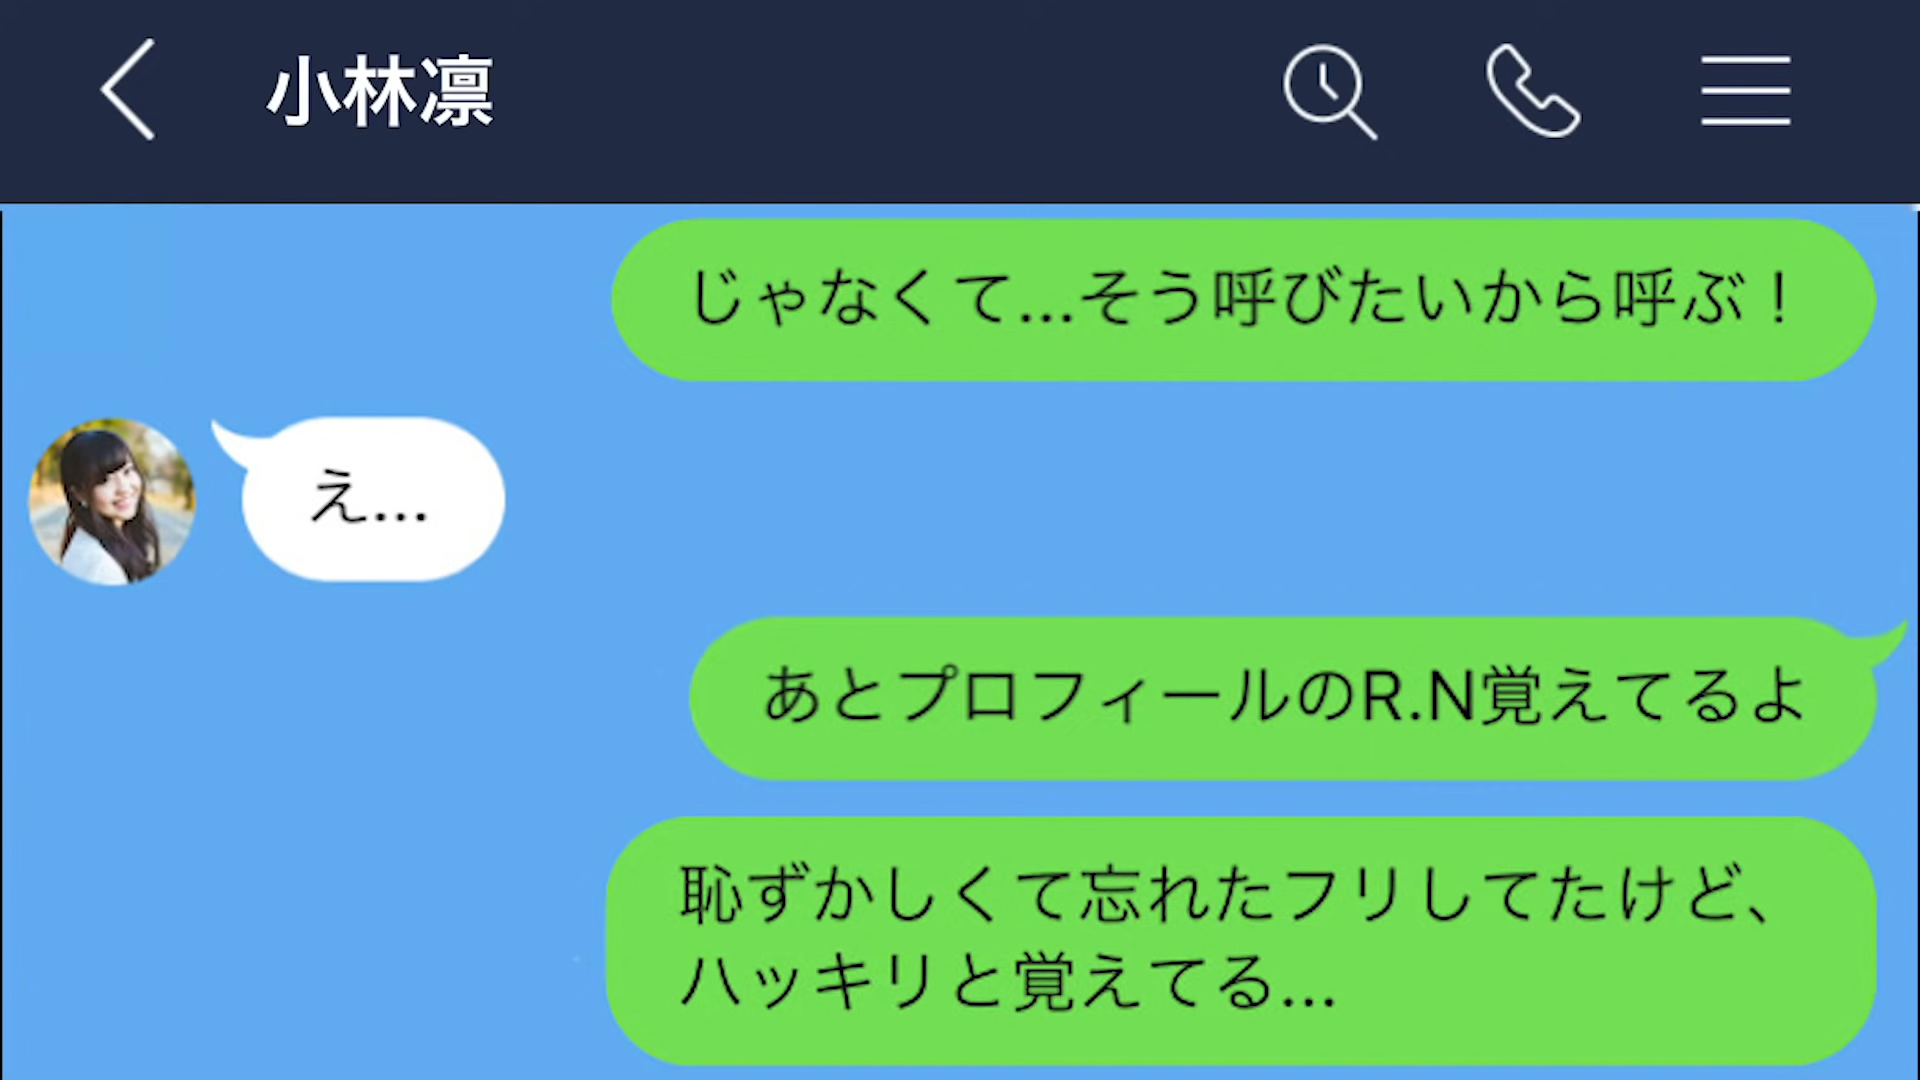 小林凛
じゃなくて...そう呼びたいから呼ぶ！
え...
あとプロフィールのR.N覚えてるよ
恥ずかしくて忘れたフリしてたけど、
ハッキリと覚えてる...